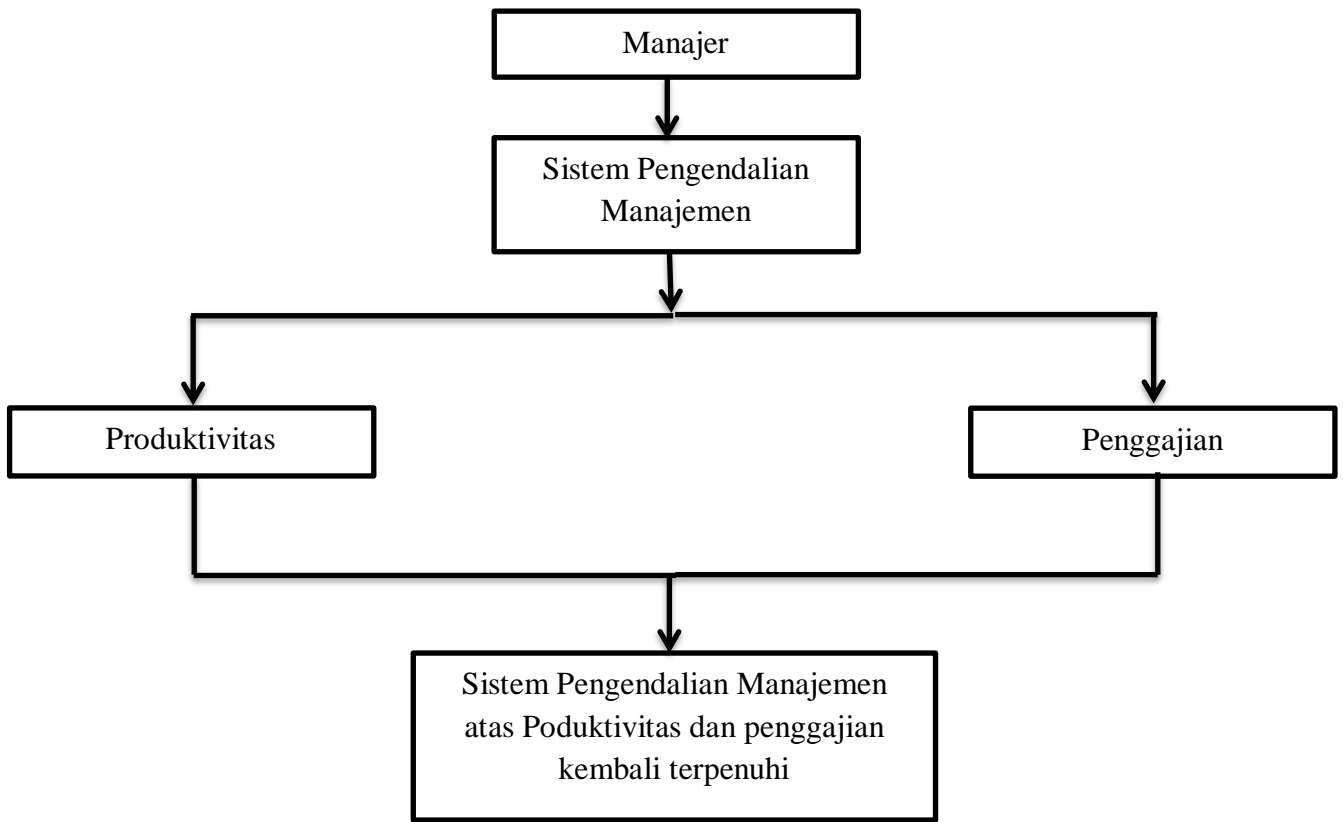 Manajer
Sistem Pengendalian
Manajemen
Produktivitas
Penggajian
Sistem Pengendalian Manajemen
atas Poduktivitas dan penggajian
kembali terpenuhi